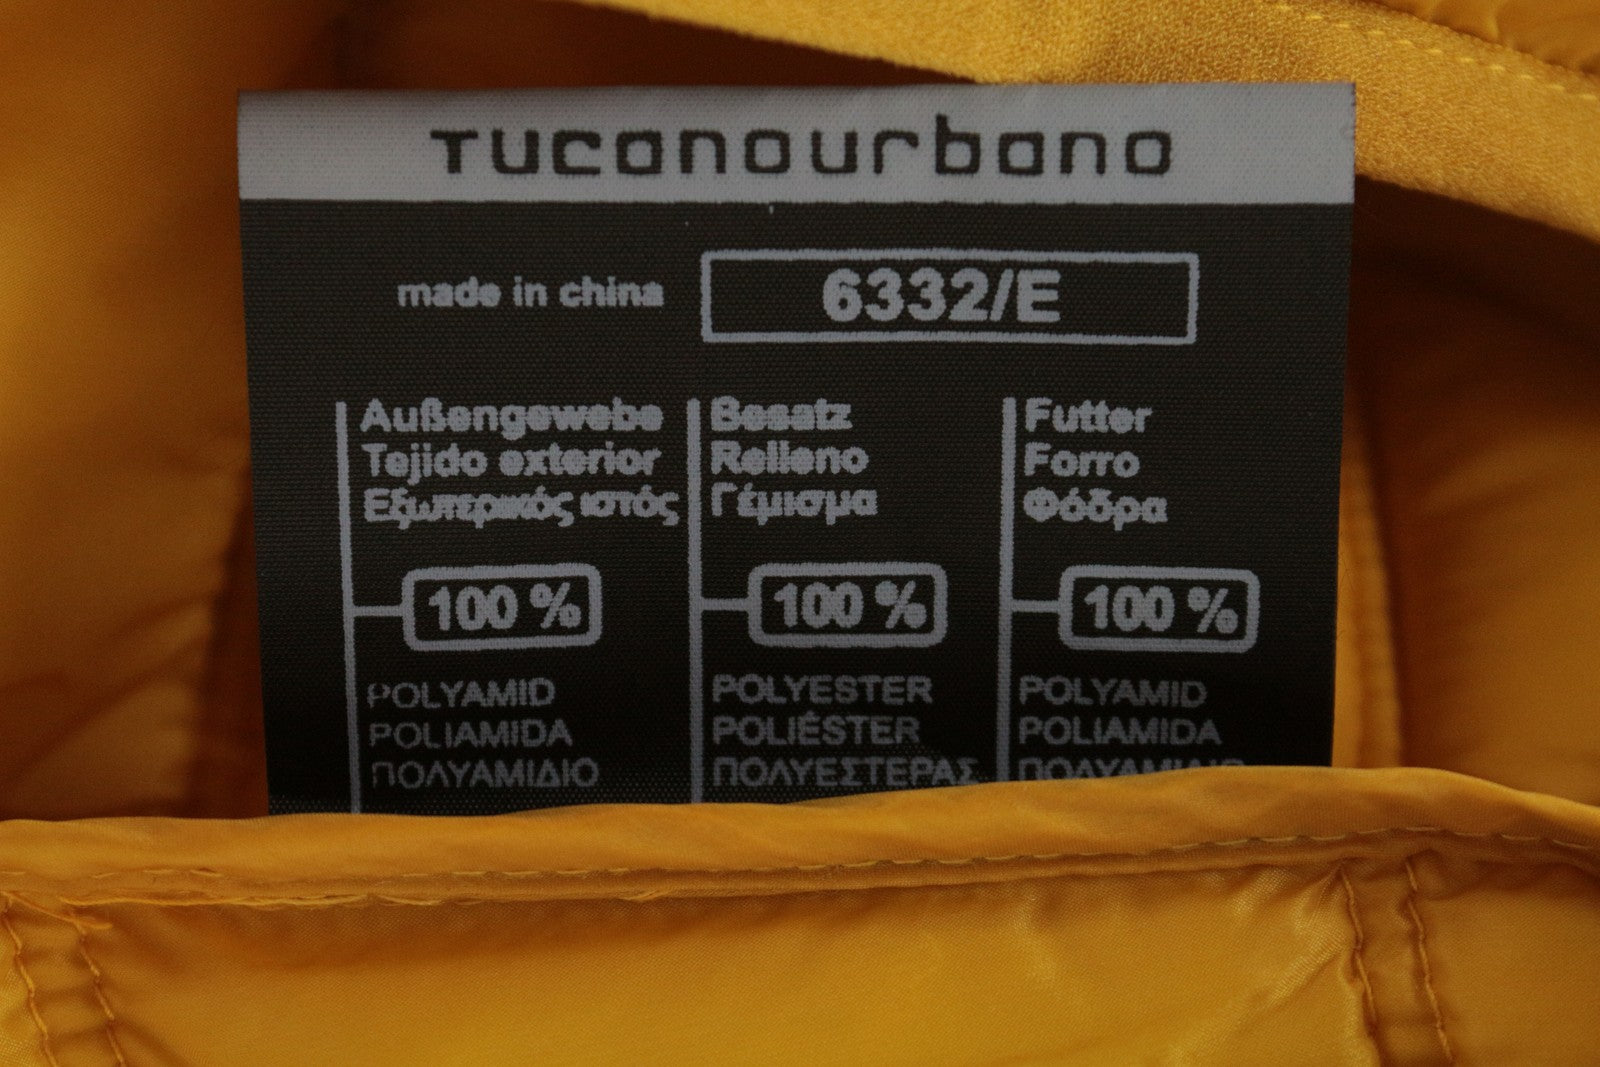 Tucanourbano
made in china
6332/E
Außengewebe
Tejido exterior
Εξωτερικός ιστός
100 %
POLYAMID
POLIAMIDA
ΠΟΛΥΑΜΙΔΙΟ
Besatz
Relleno
Γέμισμα
100 %
POLYESTER
POLIÉSTER
ΠΟΛΥΕΣΤΕΡΑΣ
Futter
Forro
Φόδρα
100 %
POLYAMID
POLIAMIDA
ΠΟΛΥΑΜΙΔΙΟ